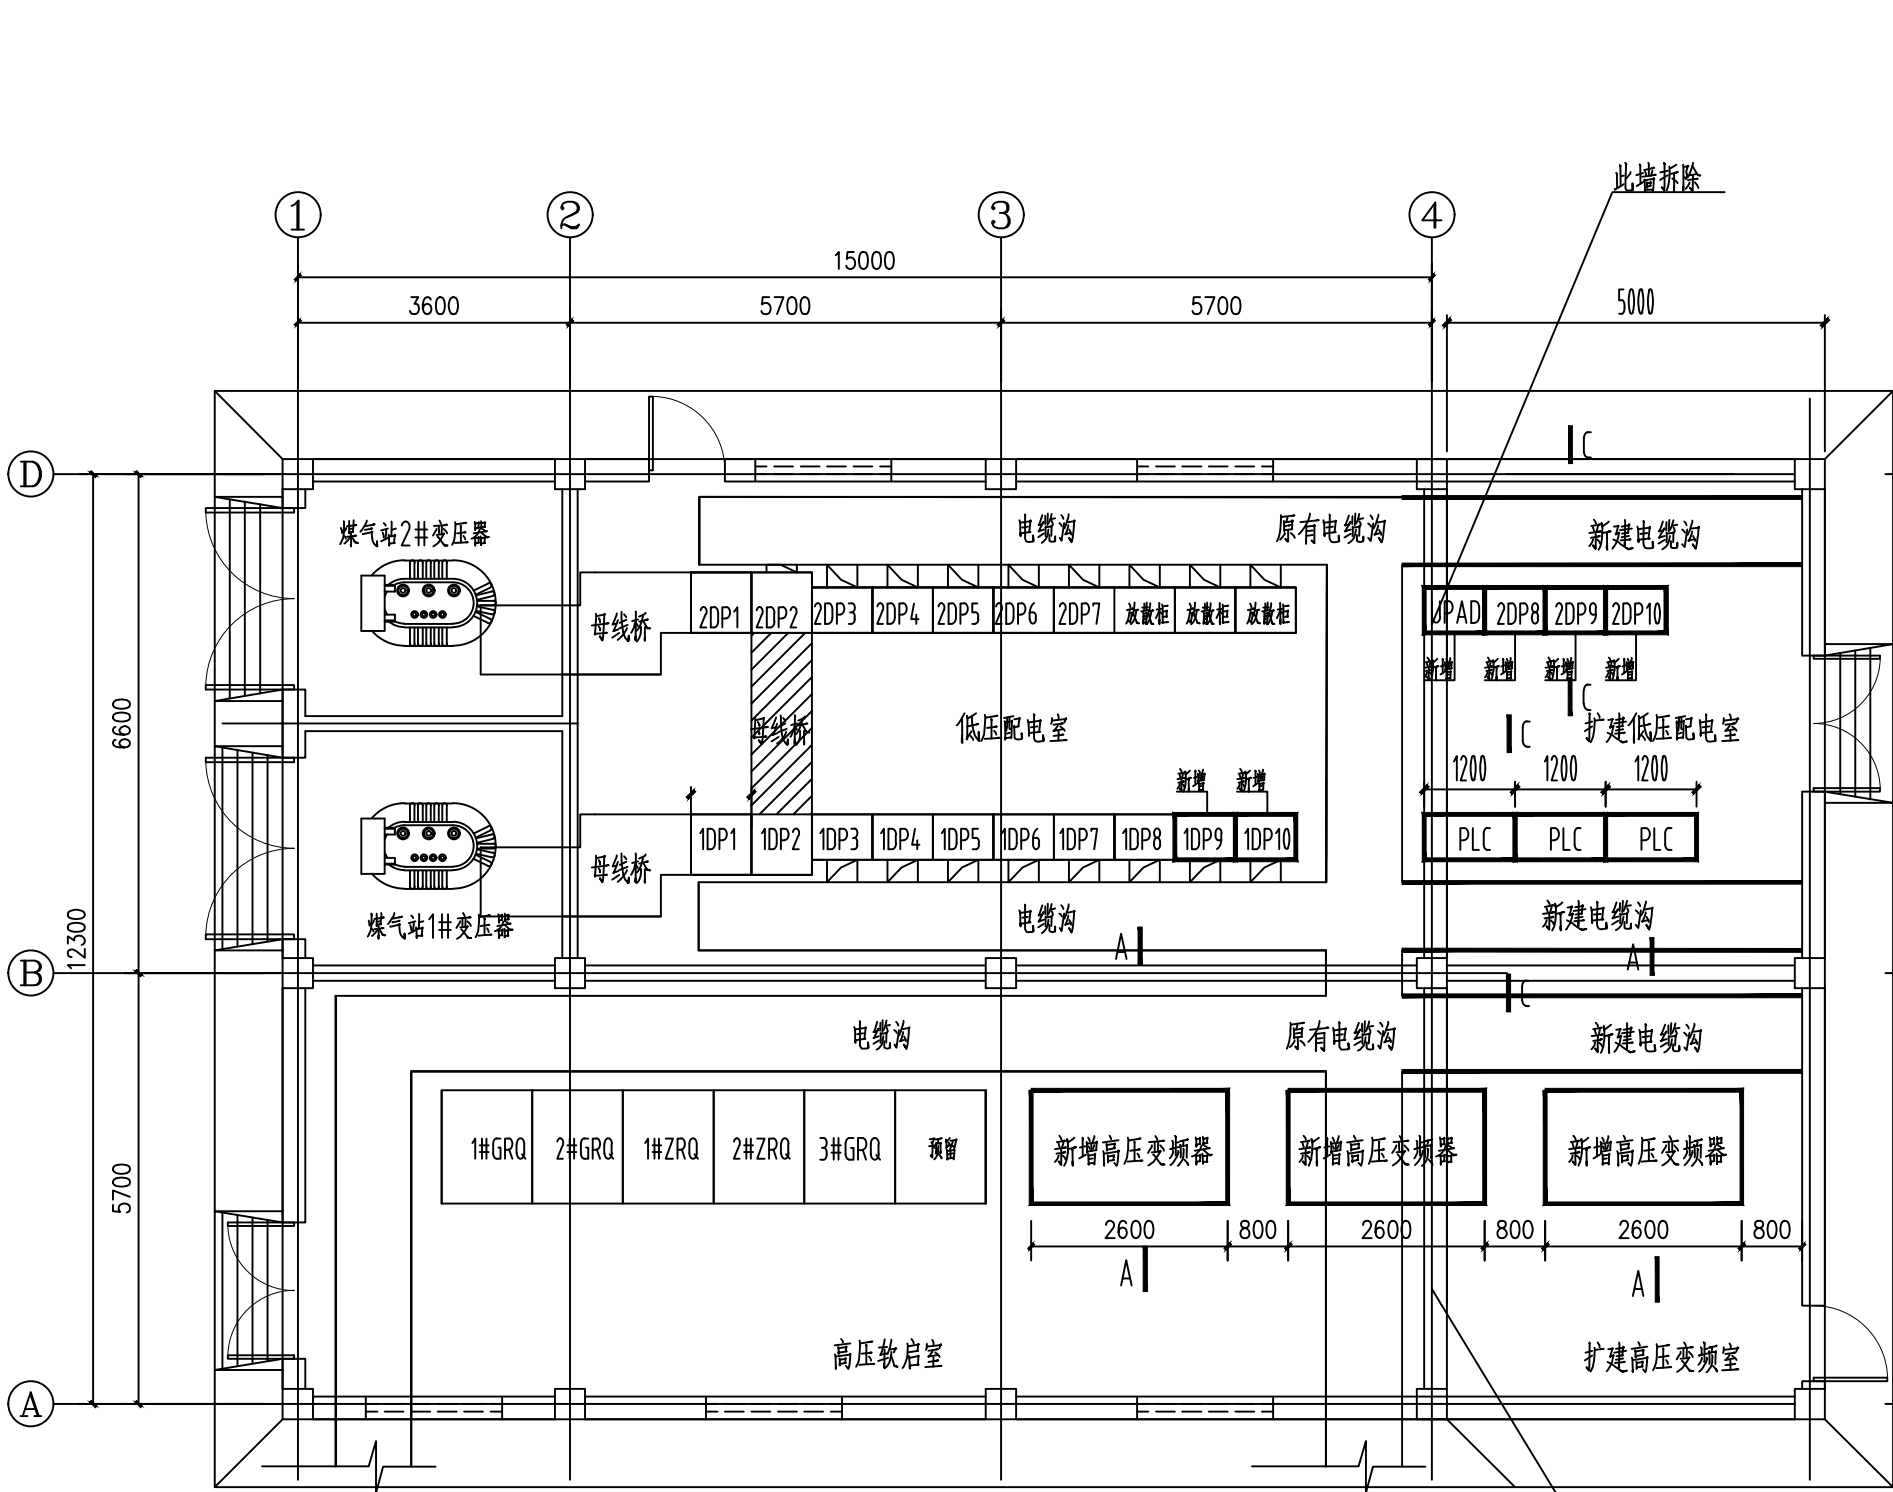 此墙拆除
1
2
3
4
15000
3600
5700
5700
5000
D
C
煤气站2#变压器
电缆沟
原有电缆沟
新建电缆沟
母线桥
2DP1
2DP2
2DP3
2DP4
2DP5
2DP6
2DP7
放散柜
放散柜
放散柜
JPAD
2DP8
2DP9
2DP10
新增
新增
新增
新增
C
6600
母线桥
低压配电室
C
扩建低压配电室
新增
新增
1200
1200
1200
1DP1
1DP2
1DP3
1DP4
1DP5
1DP6
1DP7
1DP8
1DP9
1DP10
PLC
PLC
PLC
母线桥
煤气站1#变压器
电缆沟
新建电缆沟
12300
A
A
B
C
电缆沟
原有电缆沟
新建电缆沟
1#GRQ
2#GRQ
1#ZRQ
2#ZRQ
3#GRQ
预留
新增高压变频器
新增高压变频器
新增高压变频器
5700
2600
800
2600
800
2600
800
A
A
高压软启室
扩建高压变频室
A